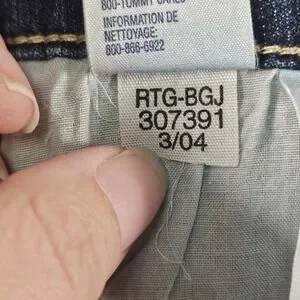 800-TOMMY CARES
INFORMATION DE
NETTOYAGE:
800-866-6922
RTG-BGJ
307391
3/04